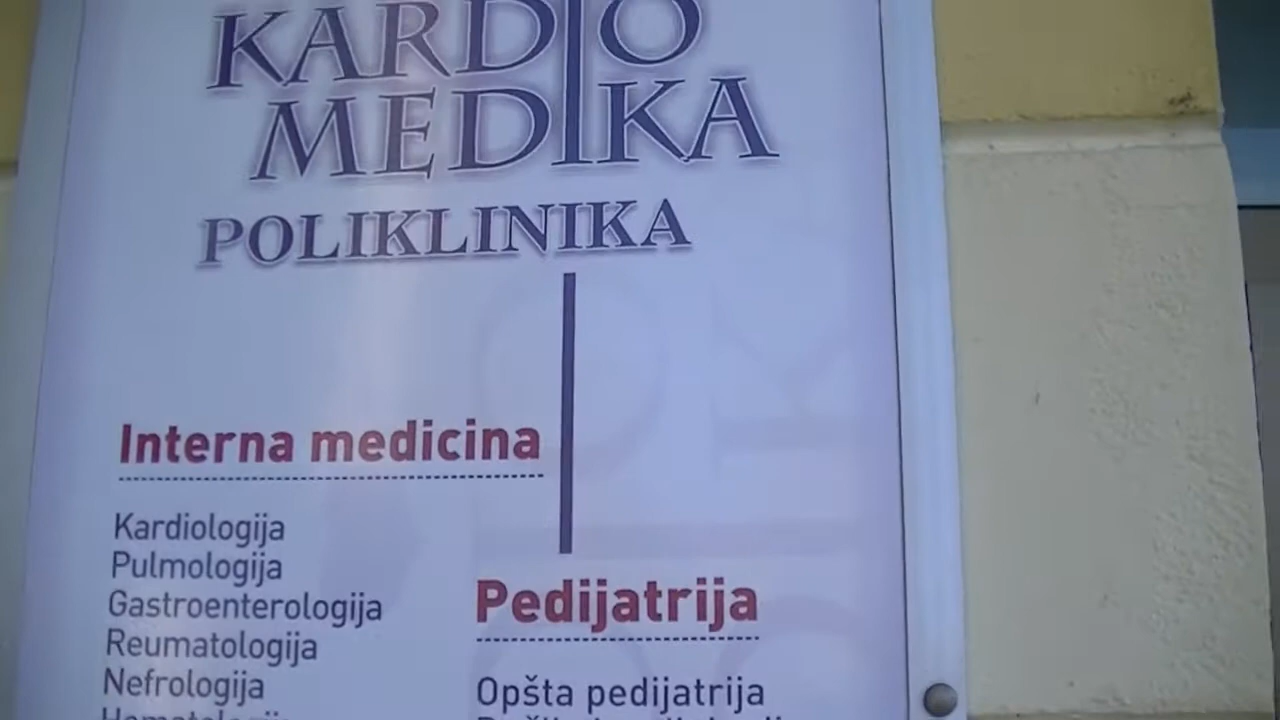 KARDIO
MEDIKA
POLIKLINIKA
Interna medicina
Kardiologija
Pulmologija
Gastroenterologija
Reumatologija
Nefrologija
Pedijatrija
Opšta pedijatrija